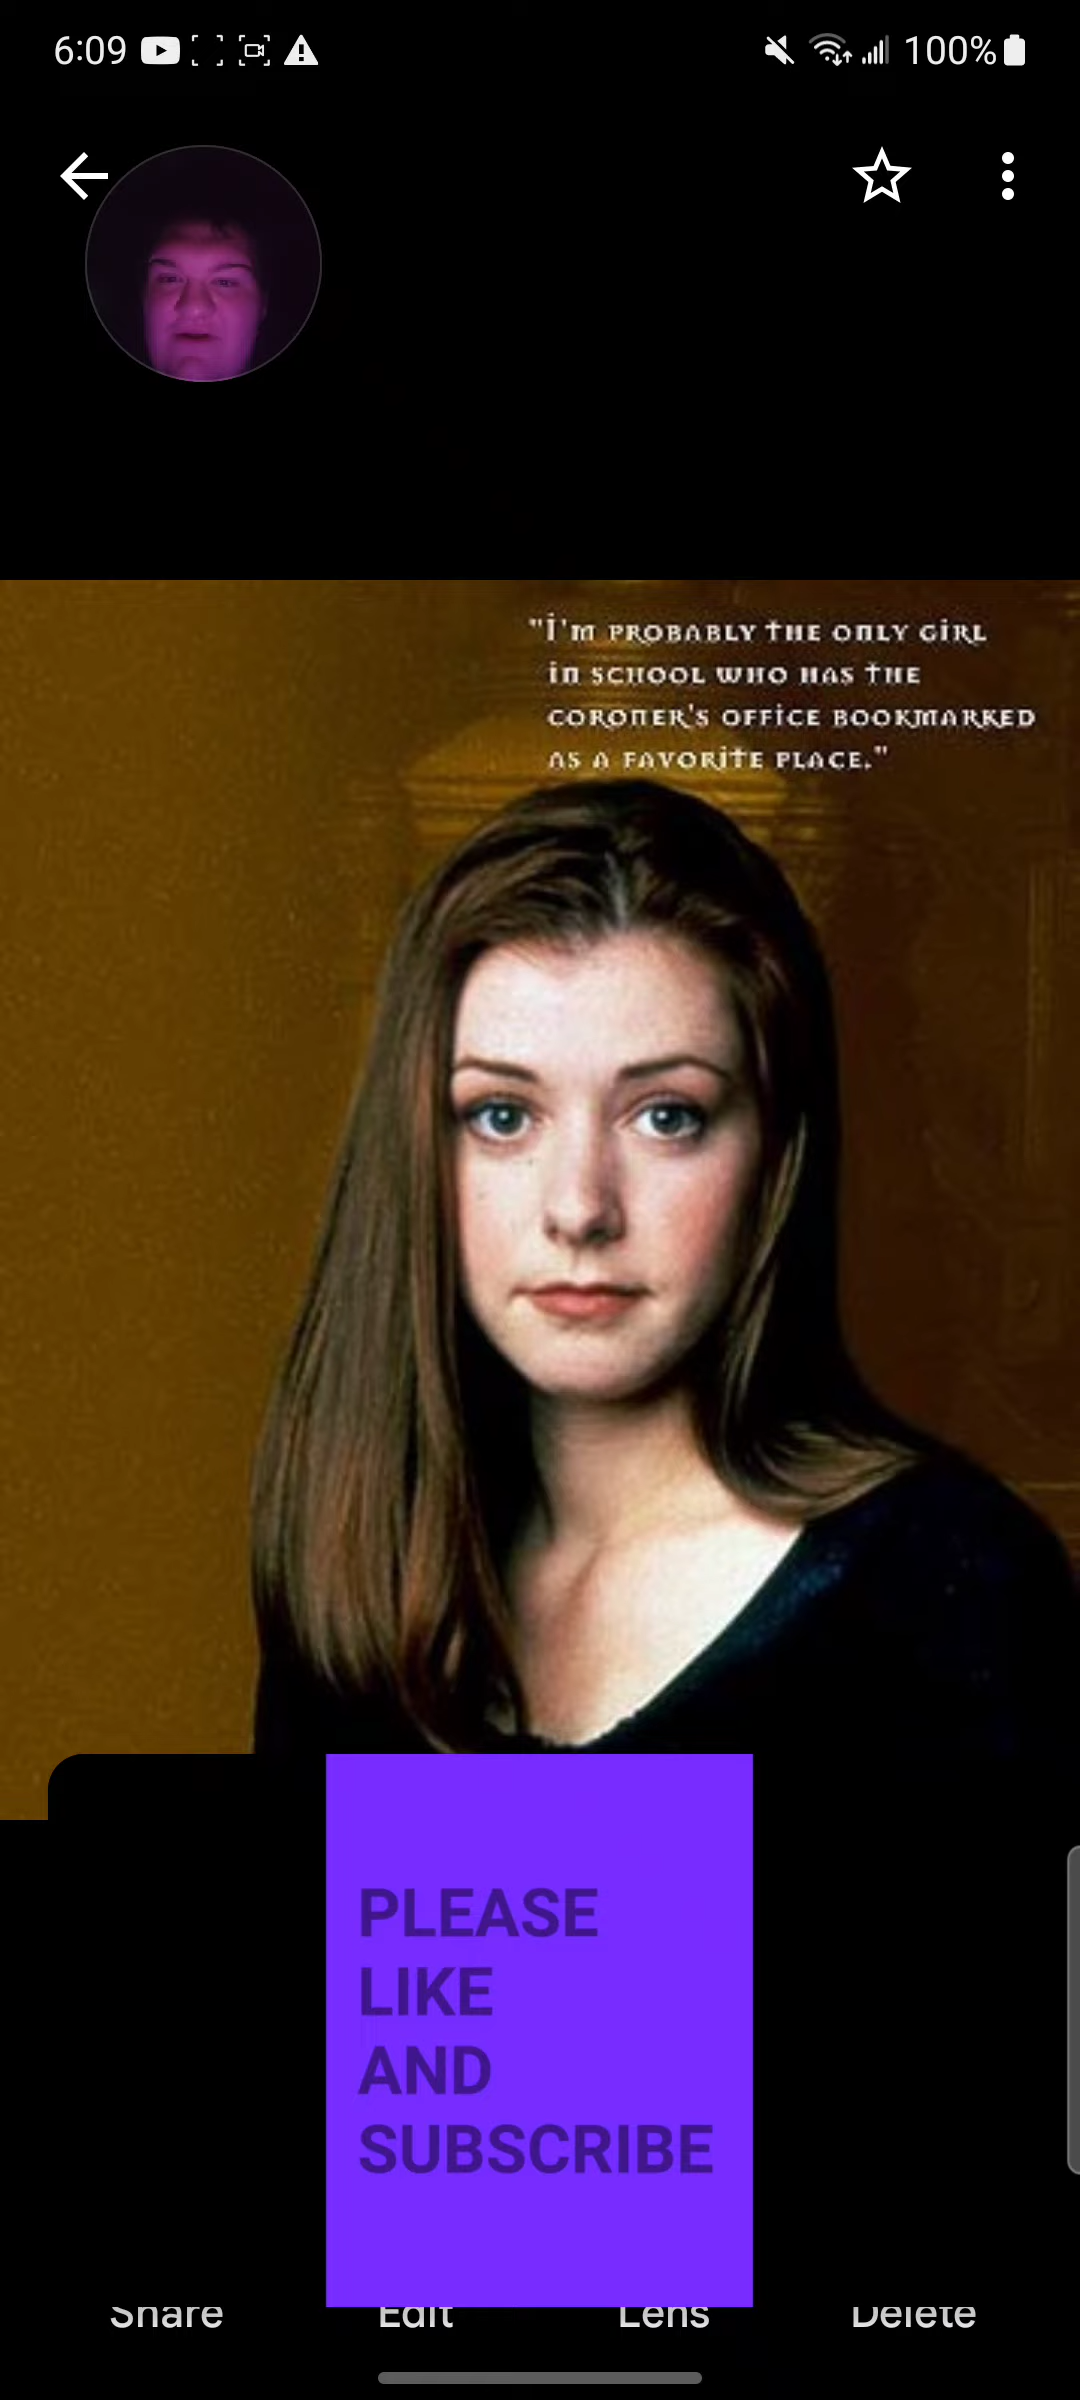 6:09 100%
"I'M PROBABLY THE ONLY GIRL
IN SCHOOL WHO HAS THE
CORONER'S OFFICE BOOKMARKED
AS A FAVORITE PLACE."
PLEASE
LIKE
AND
SUBSCRIBE
Share Edit Lens Delete